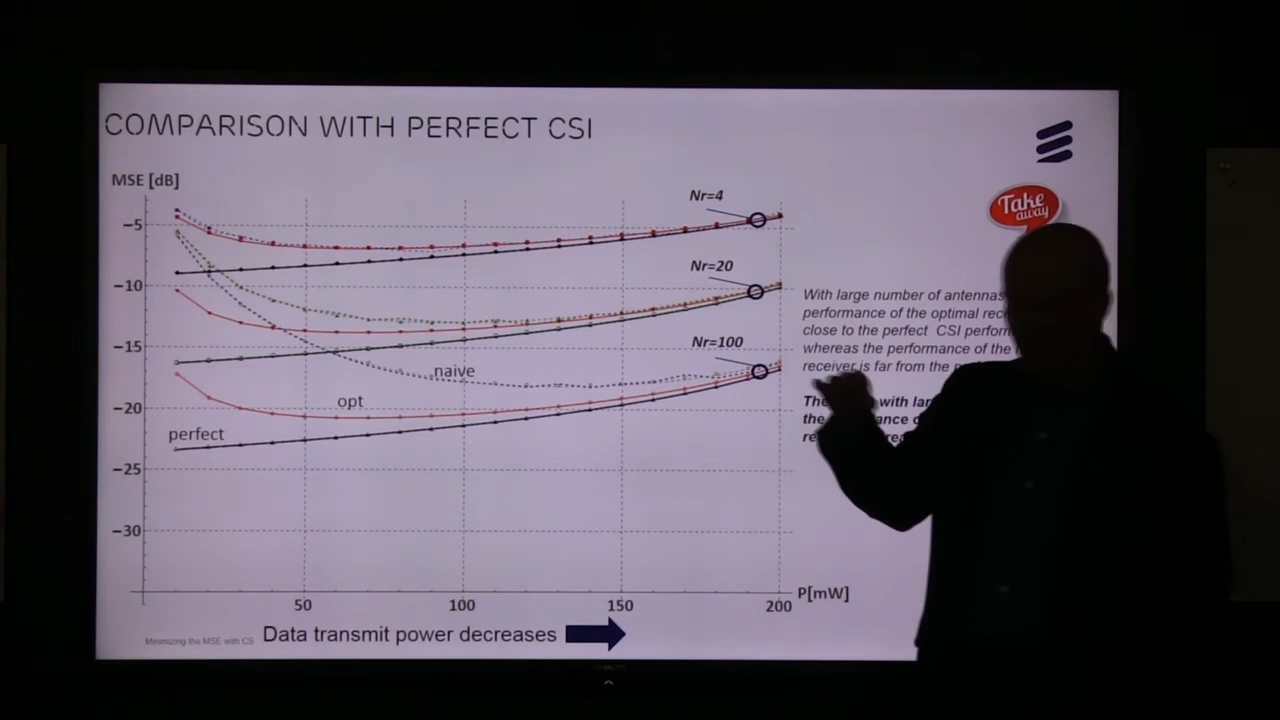 COMPARISON WITH PERFECT CSI
MSE [dB]
Nr=4
Take
away
−5
Nr=20
−10
With large number of antennas
performance of the optimal
close to the perfect CSI
whereas the performance of the
receiver is far from the
Nr=100
−15
naive
opt
with
the
−20
perfect
−25
−30
50
100
150
200
P[mW]
Minimizing the MSE with CS
Data transmit power decreases